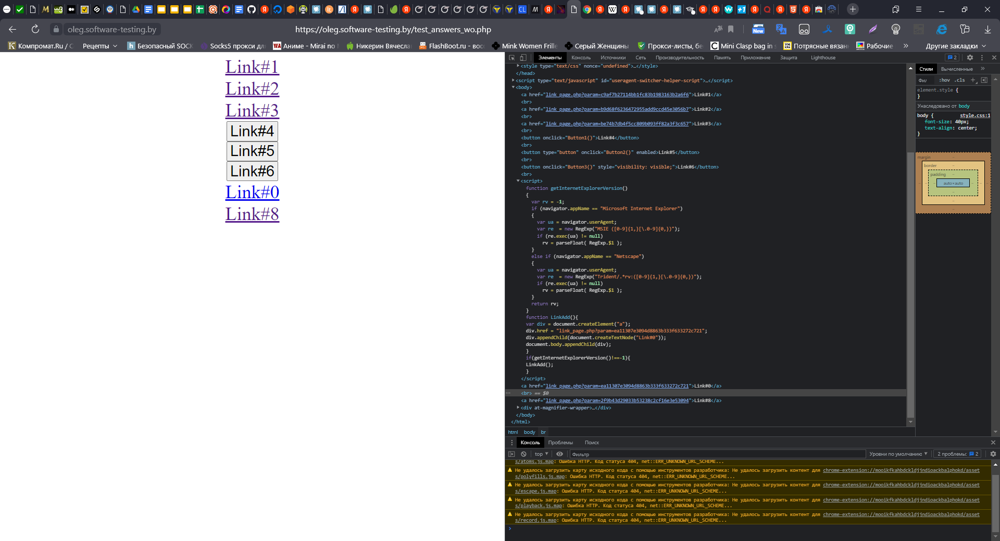 oleg.software-testing.by
https://oleg.software-testing.by/test_answers_wo.php
New
Компромат.Ru / C
Рецепты
Безопасный SOCK
Socks5 прокси дл
Аниме - Mirai no
Никерин Вячесла
FlashBoot.ru - вос
Mink Women Frille
Серый Женщины
Прокси-листы, бе
Mini Clasp bag in s
Потрясные вязан
Рабочие
»
Другие закладки
Link#1
Link#2
Link#3
Link#4
Link#5
Link#6
Link#0
Link#8
Элементы Консоль Источники Сеть Производительность Память Приложение Защита Lighthouse 2
<style type="text/css" nonce="undefined">…</style>
</head>
<script type="text/javascript" id="useragent-switcher-helper-script">…</script>
<body>
<a href="link_page.php?param=c9af7b27114bb1fc83b1983163b2a6f6">Link#1</a>
<br>
<a href="link_page.php?param=b9d68f6236472955add9ccd45e3056b7">Link#2</a>
<br>
<a href="link_page.php?param=be74b7db4f5cc809b093ff82a3f3c657">Link#3</a>
<br>
<button onclick="Button1()">Link#4</button>
<br>
<button type="button" onclick="Button2()" enabled>Link#5</button>
<br>
<button onclick="Button3()" style="visibility: visible;">Link#6</button>
<br>
<script>
function getInternetExplorerVersion()
{
var rv = -1;
if (navigator.appName == "Microsoft Internet Explorer")
{
var ua = navigator.userAgent;
var re  = new RegExp("MSIE ([0-9]{1,}[\.0-9]{0,})");
if (re.exec(ua) != null)
rv = parseFloat( RegExp.$1 );
}
else if (navigator.appName == "Netscape")
{
var ua = navigator.userAgent;
var re  = new RegExp("Trident/.*rv:([0-9]{1,}[\.0-9]{0,})");
if (re.exec(ua) != null)
rv = parseFloat( RegExp.$1 );
}
return rv;
}
function LinkAdd(){
var div = document.createElement("a");
div.href = "link_page.php?param=ea11307e3094d8863b333f633272c721";
div.appendChild(document.createTextNode("Link#0"));
document.body.appendChild(div);
}
if(getInternetExplorerVersion()!==-1){
LinkAdd();
}
</script>
<a href="link_page.php?param=ea11307e3094d8863b333f633272c721">Link#0</a>
<br> == $0
<a href="link_page.php?param=2f9b43d29033b53238c2cf16e3e53094">Link#8</a>
<div at-magnifier-wrapper>…</div>
</body>
</html>
html body br
Стили Вычисленные »
Фил :hov .cls +
element.style {
}
Унаследовано от body
body { style.css:1
font-size: 40px;
text-align: center;
}
margin
border
padding
auto×auto
Консоль Проблемы Поиск
top Фильтр Уровни по умолчанию 2 проблемы: 2
s/atoms.js.map: Ошибка HTTP. Код статуса 404, net::ERR_UNKNOWN_URL_SCHEME...
Не удалось загрузить карту исходного кода с помощью инструментов разработчика: Не удалось загрузить контент для chrome-extension://mooikfkahbdckldjjndioackbalphokd/asset
s/polyfills.js.map: Ошибка HTTP. Код статуса 404, net::ERR_UNKNOWN_URL_SCHEME...
Не удалось загрузить карту исходного кода с помощью инструментов разработчика: Не удалось загрузить контент для chrome-extension://mooikfkahbdckldjjndioackbalphokd/asset
s/escape.js.map: Ошибка HTTP. Код статуса 404, net::ERR_UNKNOWN_URL_SCHEME...
Не удалось загрузить карту исходного кода с помощью инструментов разработчика: Не удалось загрузить контент для chrome-extension://mooikfkahbdckldjjndioackbalphokd/asset
s/playback.js.map: Ошибка HTTP. Код статуса 404, net::ERR_UNKNOWN_URL_SCHEME...
Не удалось загрузить карту исходного кода с помощью инструментов разработчика: Не удалось загрузить контент для chrome-extension://mooikfkahbdckldjjndioackbalphokd/asset
s/record.js.map: Ошибка HTTP. Код статуса 404, net::ERR_UNKNOWN_URL_SCHEME...